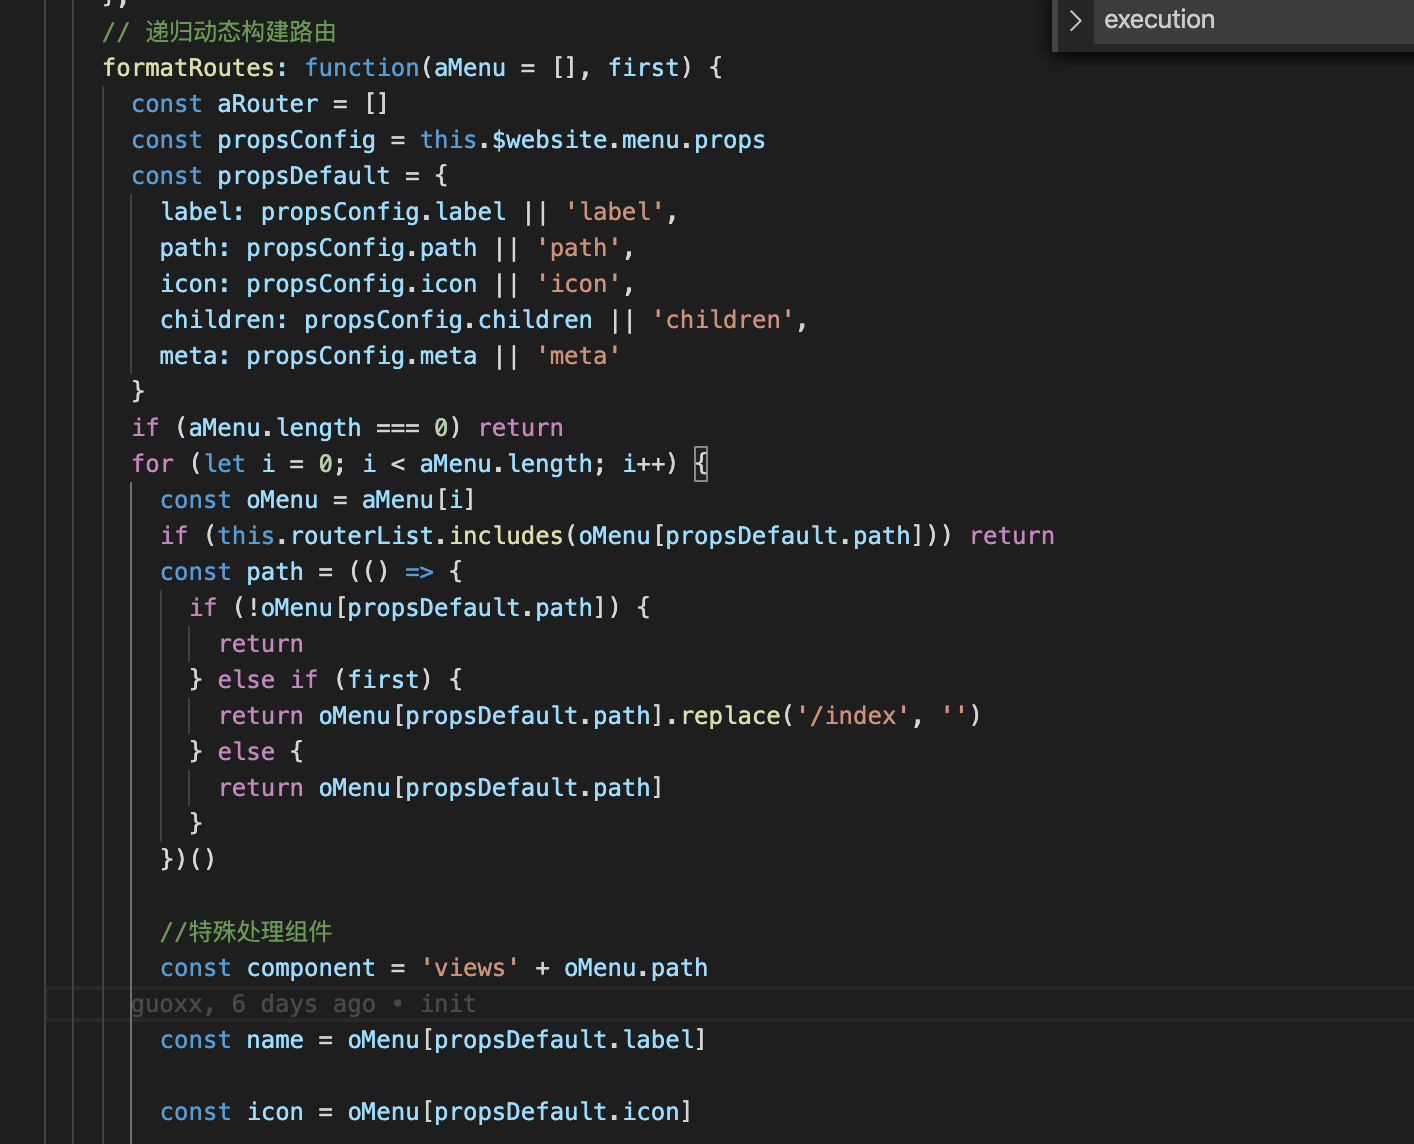 },
// 递归动态构建路由
execution
formatRoutes: function(aMenu = [], first) {
const aRouter = []
const propsConfig = this.$website.menu.props
const propsDefault = {
label: propsConfig.label || 'label',
path: propsConfig.path || 'path',
icon: propsConfig.icon || 'icon',
children: propsConfig.children || 'children',
meta: propsConfig.meta || 'meta'
}
if (aMenu.length === 0) return
for (let i = 0; i < aMenu.length; i++) {
const oMenu = aMenu[i]
if (this.routerList.includes(oMenu[propsDefault.path])) return
const path = (() => {
if (!oMenu[propsDefault.path]) {
return
} else if (first) {
return oMenu[propsDefault.path].replace('/index', '')
} else {
return oMenu[propsDefault.path]
}
})()
//特殊处理组件
const component = 'views' + oMenu.path
guoxx, 6 days ago • init
const name = oMenu[propsDefault.label]
const icon = oMenu[propsDefault.icon]